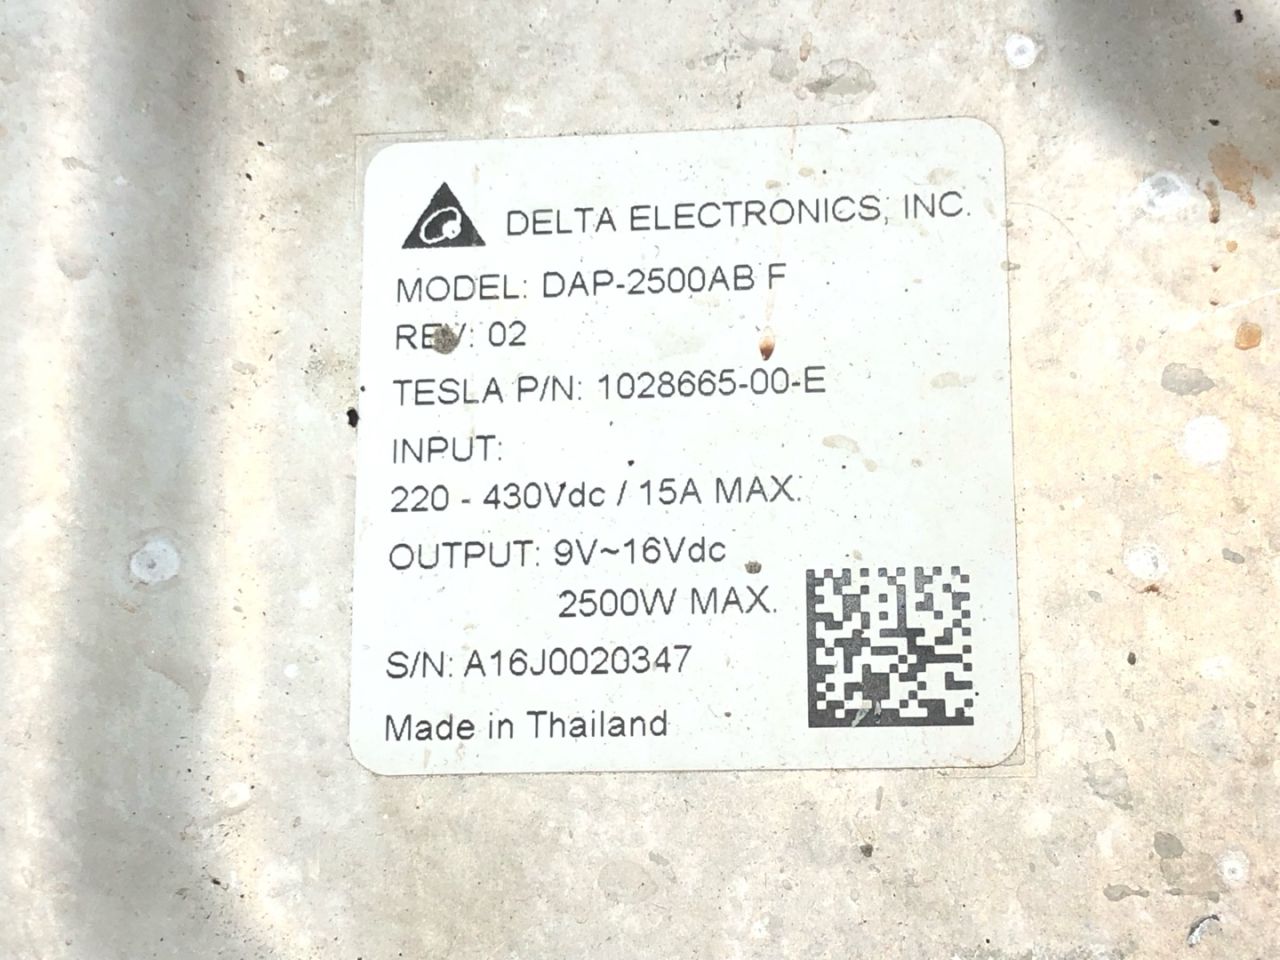 DELTA ELECTRONICS, INC.
MODEL: DAP-2500AB F
REV: 02
TESLA P/N: 1028665-00-E
INPUT:
220 - 430Vdc / 15A MAX.
OUTPUT: 9V~16Vdc
2500W MAX.
S/N: A16J0020347
Made in Thailand